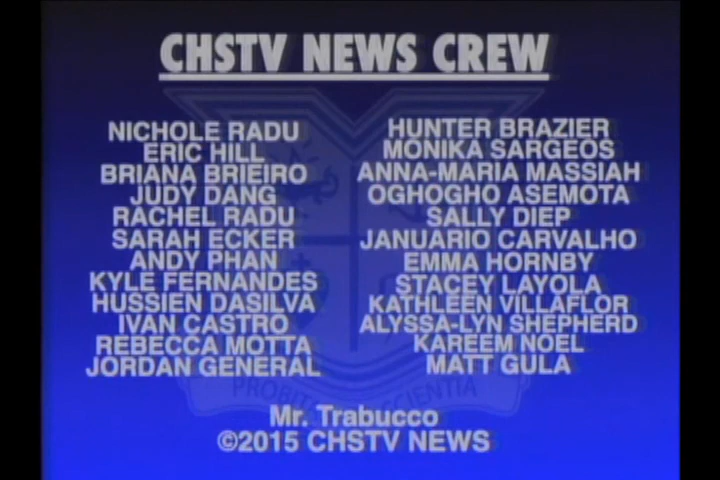 CHSTV NEWS CREW
NICHOLE RADU
ERIC HILL
BRIANA BRIEIRO
JUDY DANG
RACHEL RADU
SARAH ECKER
ANDY PHAN
KYLE FERNANDES
HUSSIEN DASILVA
IVAN CASTRO
REBECCA MOTTA
JORDAN GENERAL
HUNTER BRAZIER
MONIKA SARGEOS
ANNA-MARIA MASSIAH
OGHOGHO ASEMOTA
SALLY DIEP
JANUARIO CARVALHO
EMMA HORNBY
STACEY LAYOLA
KATHLEEN VILLAFLOR
ALYSSA-LYN SHEPHERD
KAREEM NOEL
MATT GULA
SCIENTIA
Mr. Trabucco
©2015 CHSTV NEWS